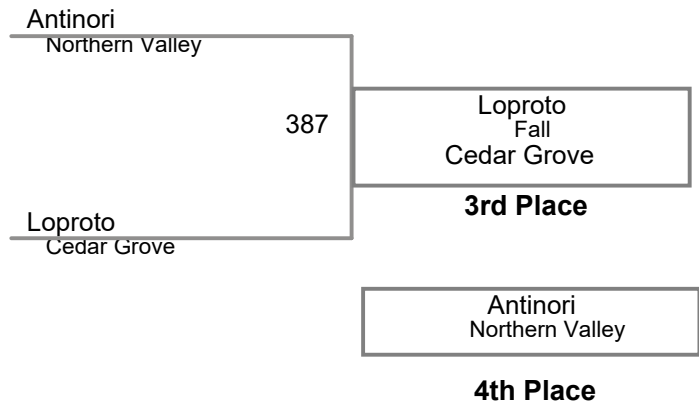 Antinori
Northern Valley
387
Loproto
Fall
Cedar Grove
3rd Place
Loproto
Cedar Grove
Antinori
Northern Valley
4th Place